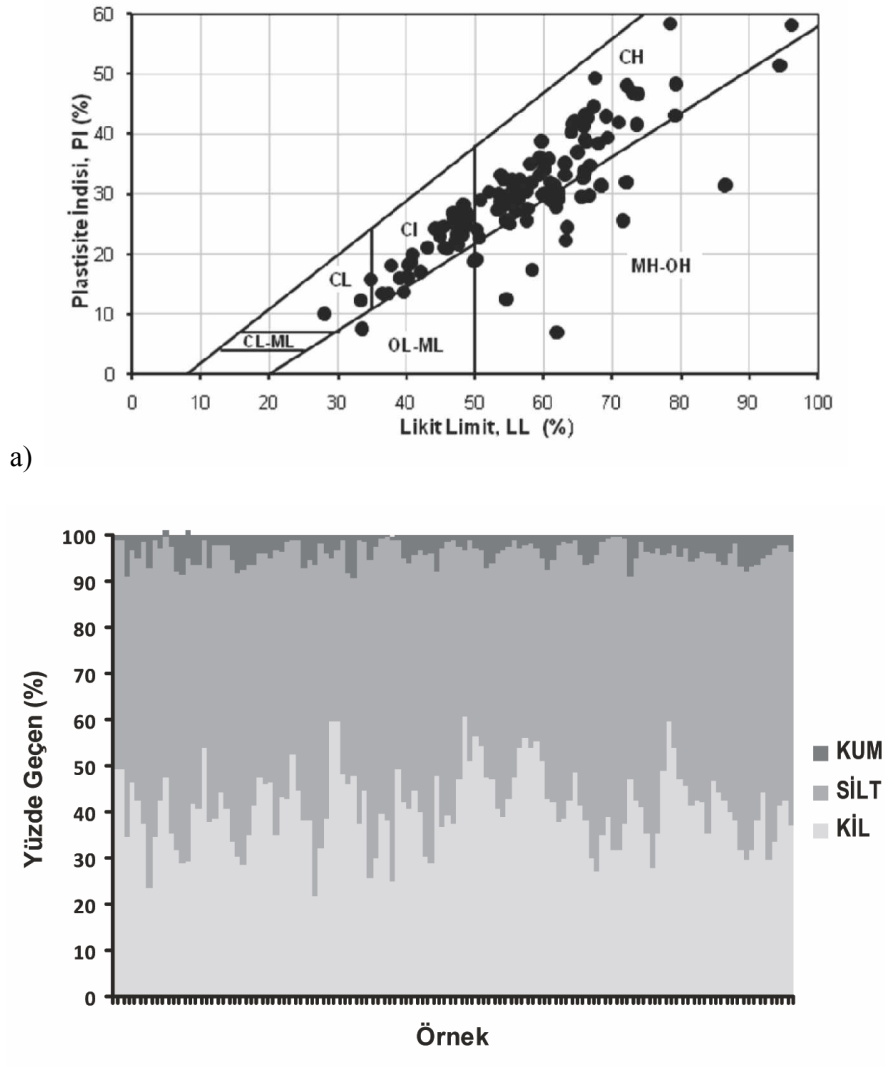 60
50
40
30
20
10
0
Plastisite İndisi, PI (%)
CH
CI
CL
CL-ML
OL-ML
MH-OH
0 10 20 30 40 50 60 70 80 90 100
Likit Limit, LL (%)
a)
100
90
80
70
60
50
40
30
20
10
0
Yüzde Geçen (%)
KUM
SİLT
KİL
Örnek